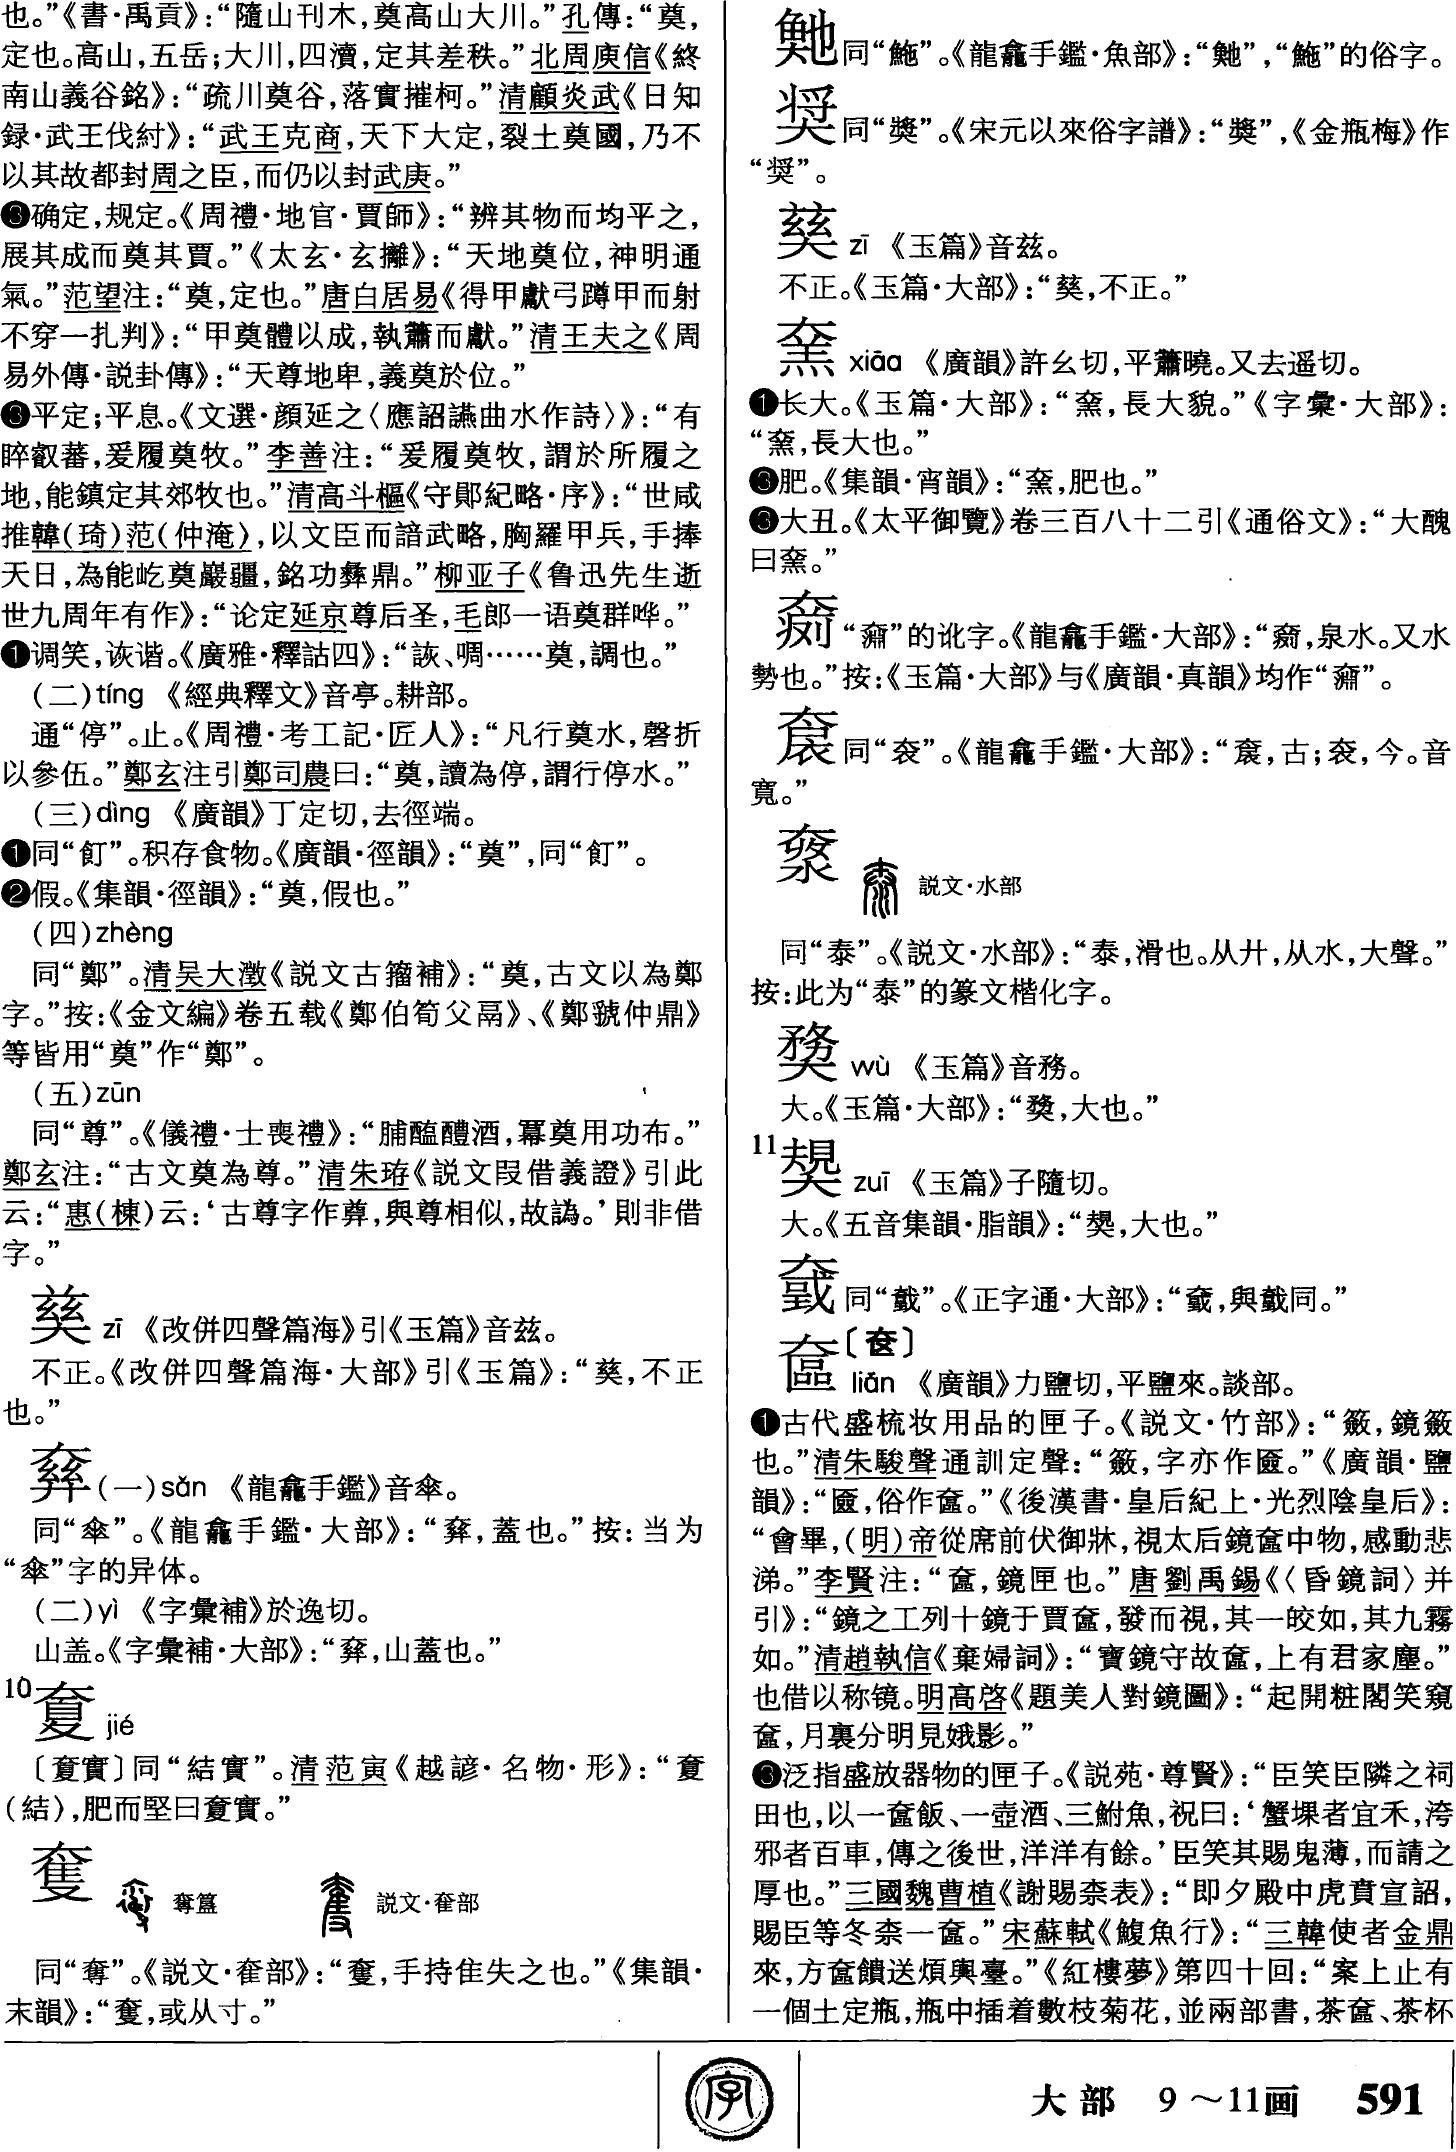 也。”《書·禹貢》：“隨山刊木，奠高山大川。”孔傳：“奠，
定也。高山，五岳；大川，四瀆，定其差秩。”北周庾信《終
南山義谷銘》：“疏川奠谷，落實摧柯。”清顧炎武《日知
録·武王伐紂》：“武王克商，天下大定，裂土奠國，乃不
以其故都封周之臣，而仍以封武庚。”
❸确定，规定。《周禮·地官·賈師》：“辨其物而均平之，
展其成而奠其賈。”《太玄·玄攡》：“天地奠位，神明通
氣。”范望注：“奠，定也。”唐白居易《得甲獻弓蹲甲而射
不穿一扎判》：“甲奠體以成，執簫而獻。”清王夫之《周
易外傳·説卦傳》：“天尊地卑，義奠於位。”
❸平定；平息。《文選·顔延之〈應詔讌曲水作詩〉》：“有
睟叡蕃，爰履奠牧。”李善注：“爰履奠牧，謂於所履之
地，能鎮定其郊牧也。”清高斗樞《守鄖紀略·序》：“世咸
推韓（琦）范（仲淹），以文臣而諳武略，胸羅甲兵，手捧
天日，為能屹奠巖疆，銘功彝鼎。”柳亚子《鲁迅先生逝
世九周年有作》：“论定延京尊后圣，毛郎一语奠群哗。”
❶调笑，诙谐。《廣雅·釋詁四》：“詼、啁……奠，調也。”
（二）tíng 《經典釋文》音亭。耕部。
通“停”。止。《周禮·考工記·匠人》：“凡行奠水，磬折
以參伍。”鄭玄注引鄭司農曰：“奠，讀為停，謂行停水。”
（三）dìng 《廣韻》丁定切，去徑端。
❶同“飣”。积存食物。《廣韻·徑韻》：“奠”，同“飣”。
❷假。《集韻·徑韻》：“奠，假也。”
（四）zhèng
同“鄭”。清吴大澂《説文古籀補》：“奠，古文以為鄭
字。”按：《金文編》卷五载《鄭伯筍父鬲》、《鄭虢仲鼎》
等皆用“奠”作“鄭”。
（五）zūn
同“尊”。《儀禮·士喪禮》：“脯醢醴酒，冪奠用功布。”
鄭玄注：“古文奠為尊。”清朱珔《説文叚借義證》引此
云：“惠（棟）云：‘古尊字作葬，與尊相似，故譌。’則非借
字。”
zī 《改併四聲篇海》引《玉篇》音兹。
不正。《改併四聲篇海·大部》引《玉篇》：“，不正
也。”
（一）sǎn 《龍龕手鑑》音傘。
同“傘”。《龍龕手鑑·大部》：“，蓋也。”按：当为
“傘”字的异体。
（二）yì 《字彙補》於逸切。
山盖。《字彙補·大部》：“，山蓋也。”
10 jié
〔實〕同“結實”。清范寅《越諺·名物·形》：“
（結），肥而堅曰實。”
奪簋 説文·奞部
同“奪”。《説文·奞部》：“，手持隹失之也。”《集韻·
末韻》：“，或从寸。”
同“鮑”。《龍龕手鑑·魚部》：“”，“”的俗字。
奬 同“獎”。《宋元以來俗字譜》：“獎”，《金瓶梅》作
“奬”。
zī 《玉篇》音兹。
不正。《玉篇·大部》：“，不正。”
xiāo 《廣韻》許幺切，平蕭曉。又去遥切。
❶长大。《玉篇·大部》：“，長大貌。”《字彙·大部》：
“，長大也。”
❸肥。《集韻·宵韻》：“，肥也。”
❸大丑。《太平御覽》卷三百八十二引《通俗文》：“大醜
曰。”
“奫”的讹字。《龍龕手鑑·大部》：“，泉水。又水
勢也。”按：《玉篇·大部》与《廣韻·真韻》均作“奫”。
同“”。《龍龕手鑑·大部》：“，古；，今。音
寬。”
説文·水部
同“泰”。《説文·水部》：“泰，滑也。从廾，从水，大聲。”
按：此为“泰”的篆文楷化字。
wù 《玉篇》音務。
大。《玉篇·大部》：“，大也。”
11 zuī 《玉篇》子隨切。
大。《五音集韻·脂韻》：“，大也。”
同“戴”。《正字通·大部》：“，與戴同。”
奩〔〕
lián 《廣韻》力鹽切，平鹽來。談部。
❶古代盛梳妆用品的匣子。《説文·竹部》：“籢，鏡籢
也。”清朱駿聲通訓定聲：“籢，字亦作匳。”《廣韻·鹽
韻》：“匳，俗作奩。”《後漢書·皇后紀上·光烈陰皇后》：
“會畢，（明）帝從席前伏御牀，視太后鏡奩中物，感動悲
涕。”李賢注：“奩，鏡匣也。”唐劉禹錫《〈昏鏡詞〉并
引》：“鏡之工列十鏡于賈奩，發而視，其一皎如，其九霧
如。”清趙執信《棄婦詞》：“寶鏡守故奩，上有君家塵。”
也借以称镜。明高啓《題美人對鏡圖》：“起開粧閣笑窺
奩，月裏分明見娥影。”
❸泛指盛放器物的匣子。《説苑·尊賢》：“臣笑臣隣之祠
田也，以一奩飯、一壺酒、三鮒魚，祝曰：‘蟹堁者宜禾，洿
邪者百車，傳之後世，洋洋有餘。’臣笑其賜鬼薄，而請之
厚也。”三國魏曹植《謝賜柰表》：“即夕殿中虎賁宣詔，
賜臣等冬柰一奩。”宋蘇軾《鰒魚行》：“三韓使者金鼎
來，方奩饋送煩輿臺。”《紅樓夢》第四十回：“案上止有
一個土定瓶，瓶中插着數枝菊花，並兩部書，茶奩、茶杯
字
大部 9～11画 591